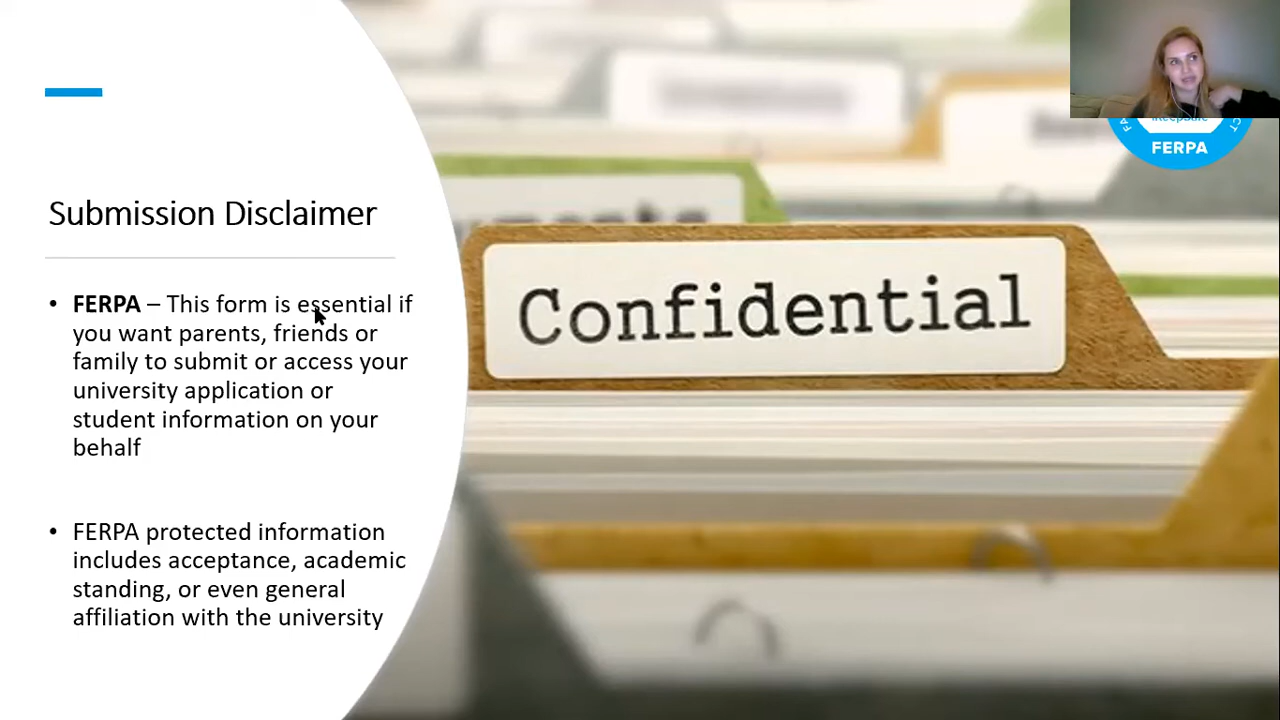 Submission Disclaimer
• FERPA – This form is essential if
you want parents, friends or
family to submit or access your
university application or
student information on your
behalf
• FERPA protected information
includes acceptance, academic
standing, or even general
affiliation with the university
Confidential
FERPA